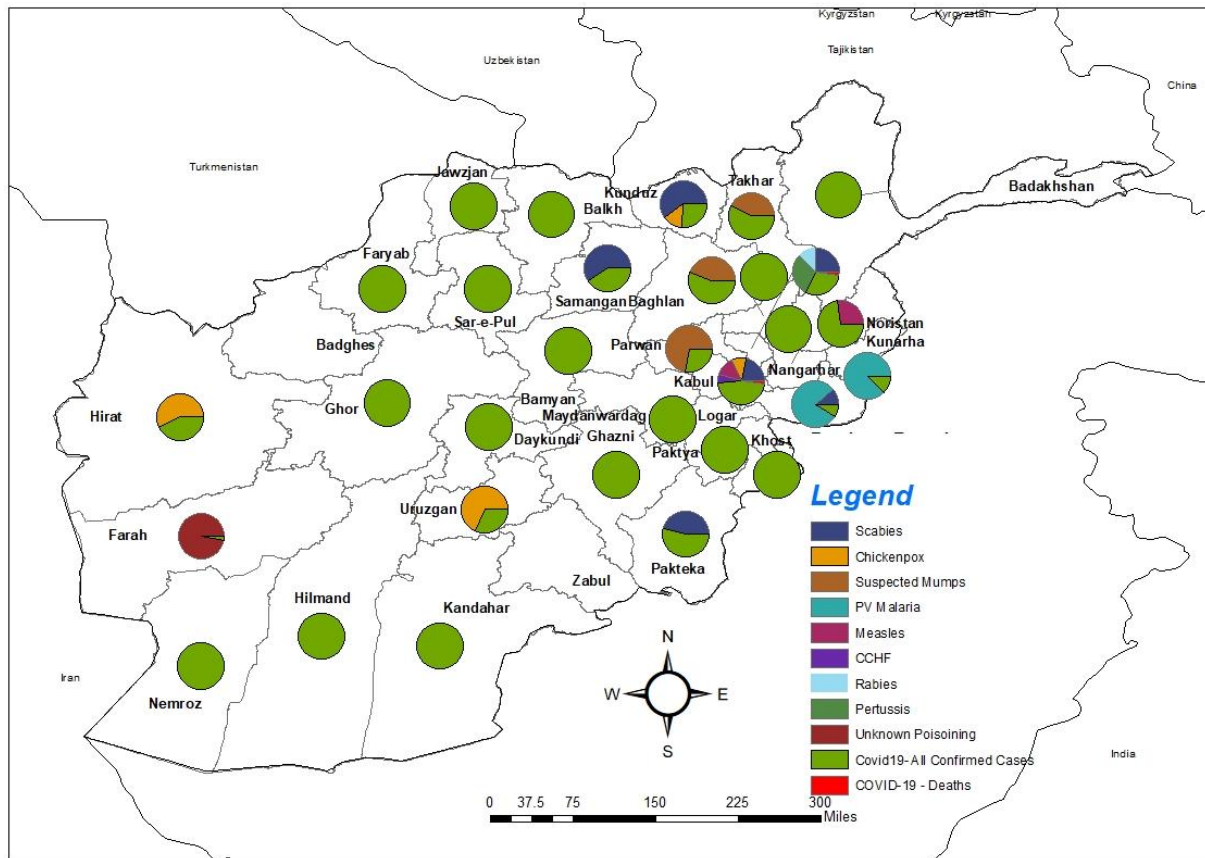 Kyrgyzstan
Kyrgyzstan
Tajikistan
Uzbekistan
China
Turkmenistan
Jawzjan
Kunduz
Takhar
Badakhshan
Balkh
Faryab
Samangan
Baghlan
Sar-e-Pul
Noristan
Kunarha
Badghes
Parwan
Nangarhar
Kabul
Hirat
Ghor
Bamyan
Maydanwardag
Logar
Daykundi
Ghazni
Paktya
Khost
Uruzgan
Farah
Pakteka
Zabul
Hilmand
Kandahar
Nemroz
Iran
India
N
W
E
S
Legend
Scabies
Chickenpox
Suspected Mumps
PV Malaria
Measles
CCHF
Rabies
Pertussis
Unknown Poisoining
Covid19-All Confirmed Cases
COVID-19 - Deaths
0 37.5 75 150 225 300
Miles